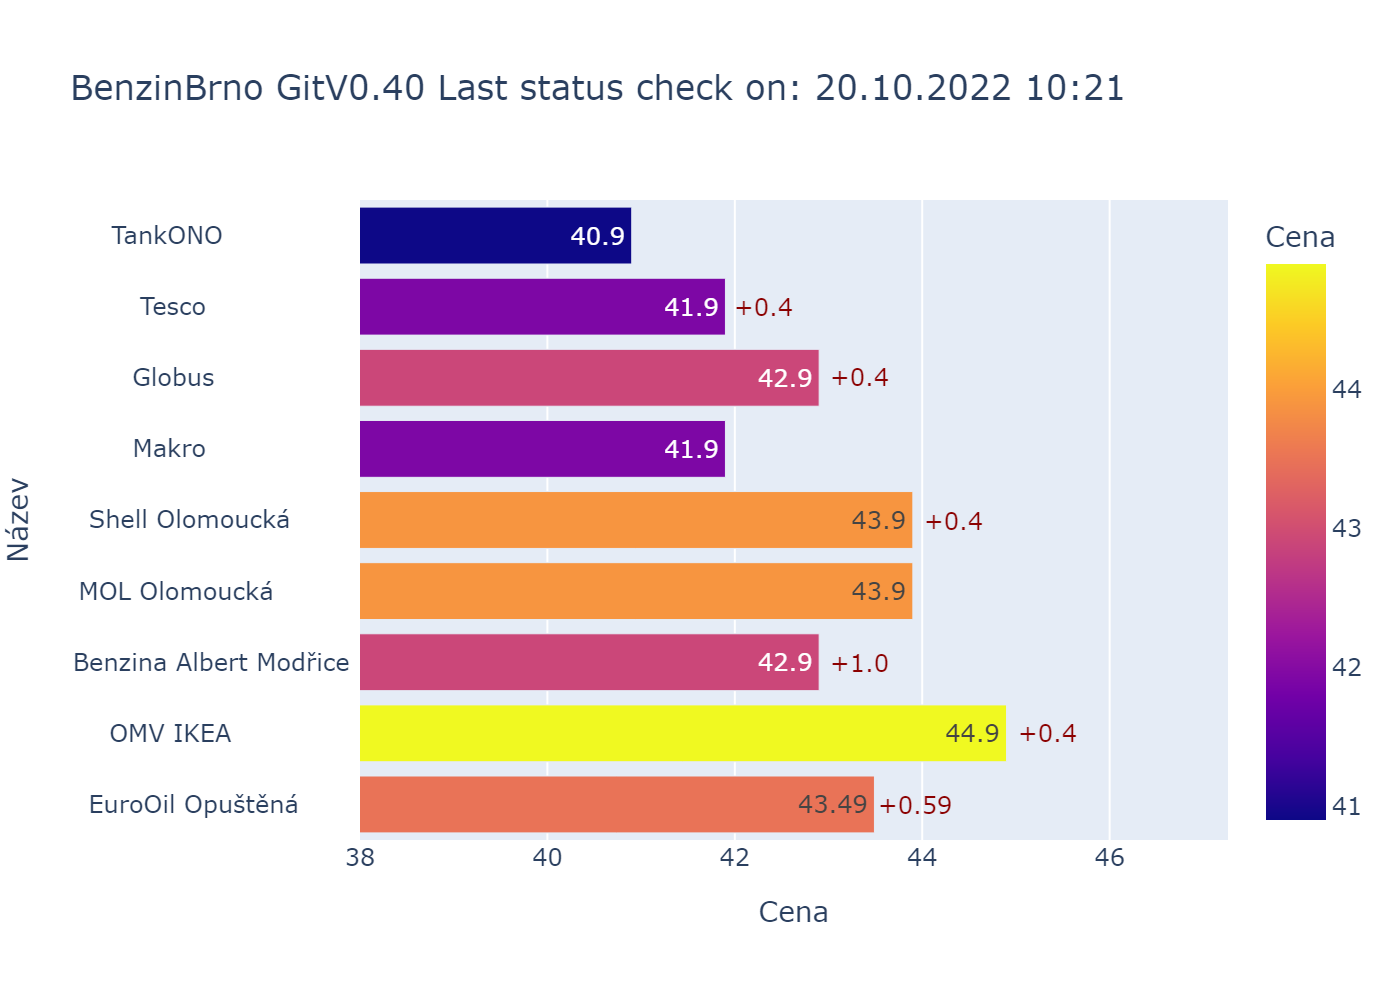 BenzinBrno GitV0.40 Last status check on: 20.10.2022 10:21
Cena
TankONO 40.9
Tesco 41.9 +0.4
Globus 42.9 +0.4
Makro 41.9
Shell Olomoucká 43.9 +0.4
MOL Olomoucká 43.9
Benzina Albert Modřice 42.9 +1.0
OMV IKEA 44.9 +0.4
EuroOil Opuštěná 43.49 +0.59
Název
38 40 42 44 46
Cena
44
43
42
41